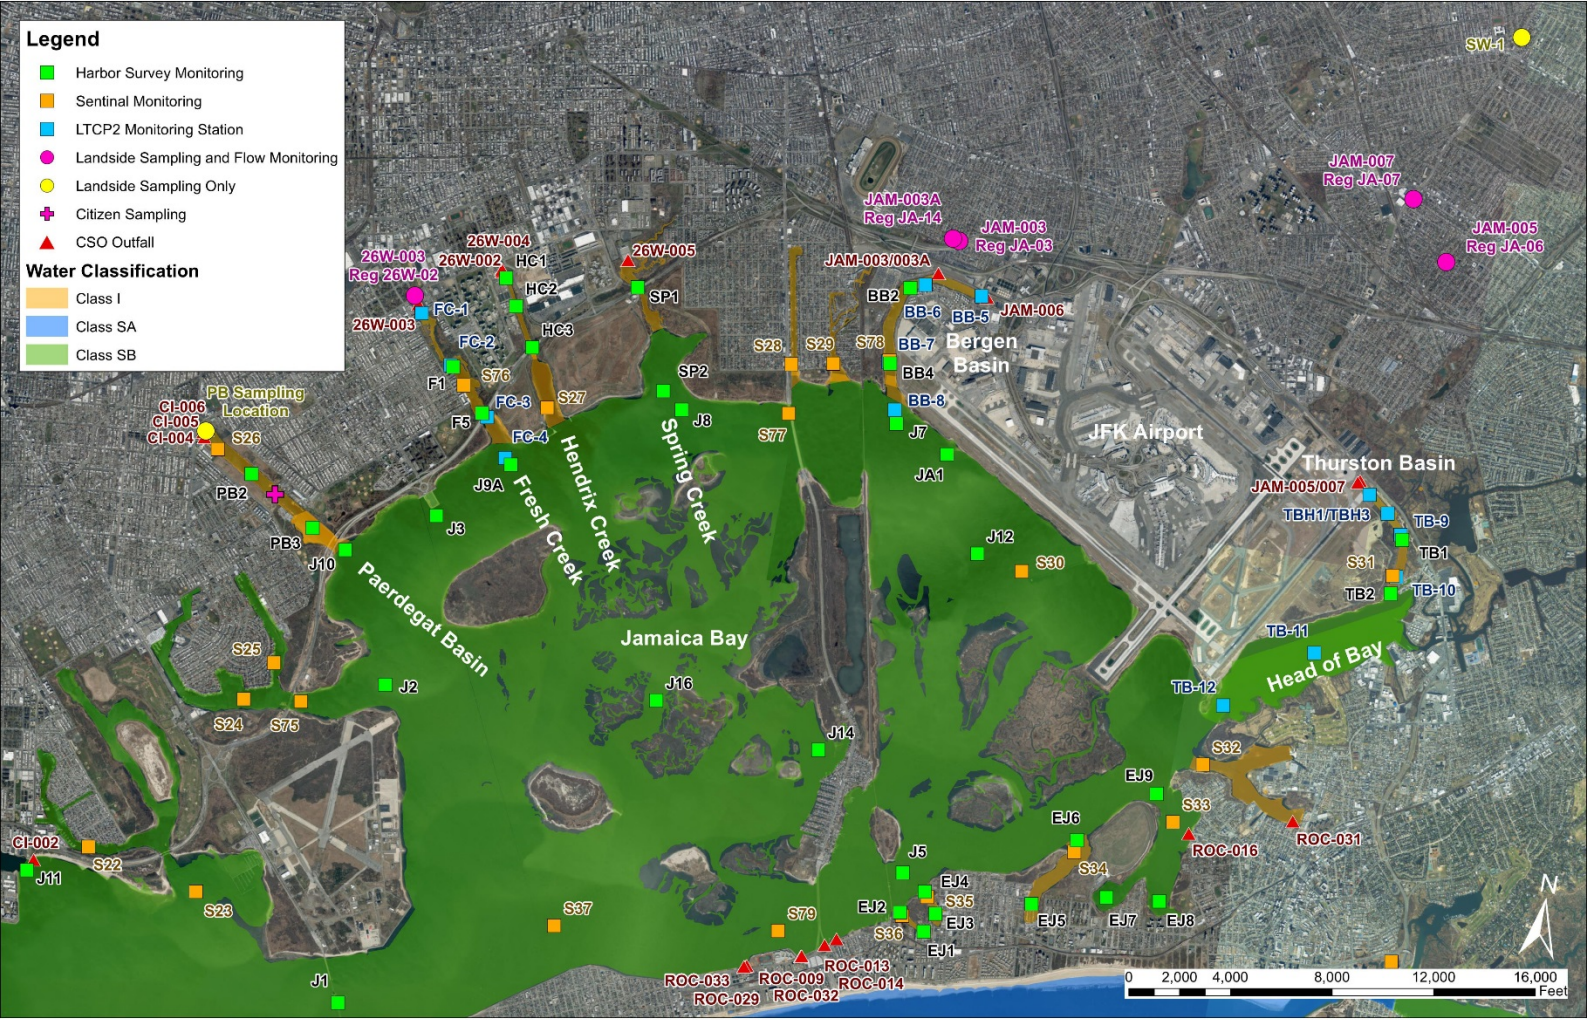 Legend
Harbor Survey Monitoring
Sentinal Monitoring
LTCP2 Monitoring Station
Landside Sampling and Flow Monitoring
Landside Sampling Only
Citizen Sampling
CSO Outfall
Water Classification
Class I
Class SA
Class SB
SW-1
JAM-007
Reg JA-07
JAM-005
Reg JA-06
JAM-003A
Reg JA-14
JAM-003
Reg JA-03
26W-003
Reg 26W-02
26W-004
26W-002
HC1
26W-005
JAM-003/003A
HC2
SP1
BB2
BB-6
BB-5
JAM-006
26W-003
FC-1
FC-2
HC3
S28
S29
S78
BB-7
Bergen
Basin
F1
S76
SP2
BB4
PB Sampling
Location
CI-006
CI-005
CI-004
S26
F5
FC-3
S27
J8
S77
BB-8
J7
FC-4
JFK Airport
Thurston Basin
JAM-005/007
PB2
J9A
Fresh Creek
Hendrix Creek
Spring Creek
JA1
TBH1/TBH3
TB-9
PB3
J3
J10
J12
S30
TB1
S31
TB2
TB-10
Paerdegat Basin
Jamaica Bay
TB-11
Head of Bay
S25
J2
J16
TB-12
S24
S75
J14
S32
EJ9
S33
EJ6
ROC-016
ROC-031
CI-002
S22
J11
J5
S34
S23
EJ4
S35
EJ2
EJ3
EJ5
EJ7
EJ8
S37
S79
S36
EJ1
ROC-013
ROC-014
ROC-033
ROC-009
ROC-029
ROC-032
J1
N
0 2,000 4,000 8,000 12,000 16,000
Feet